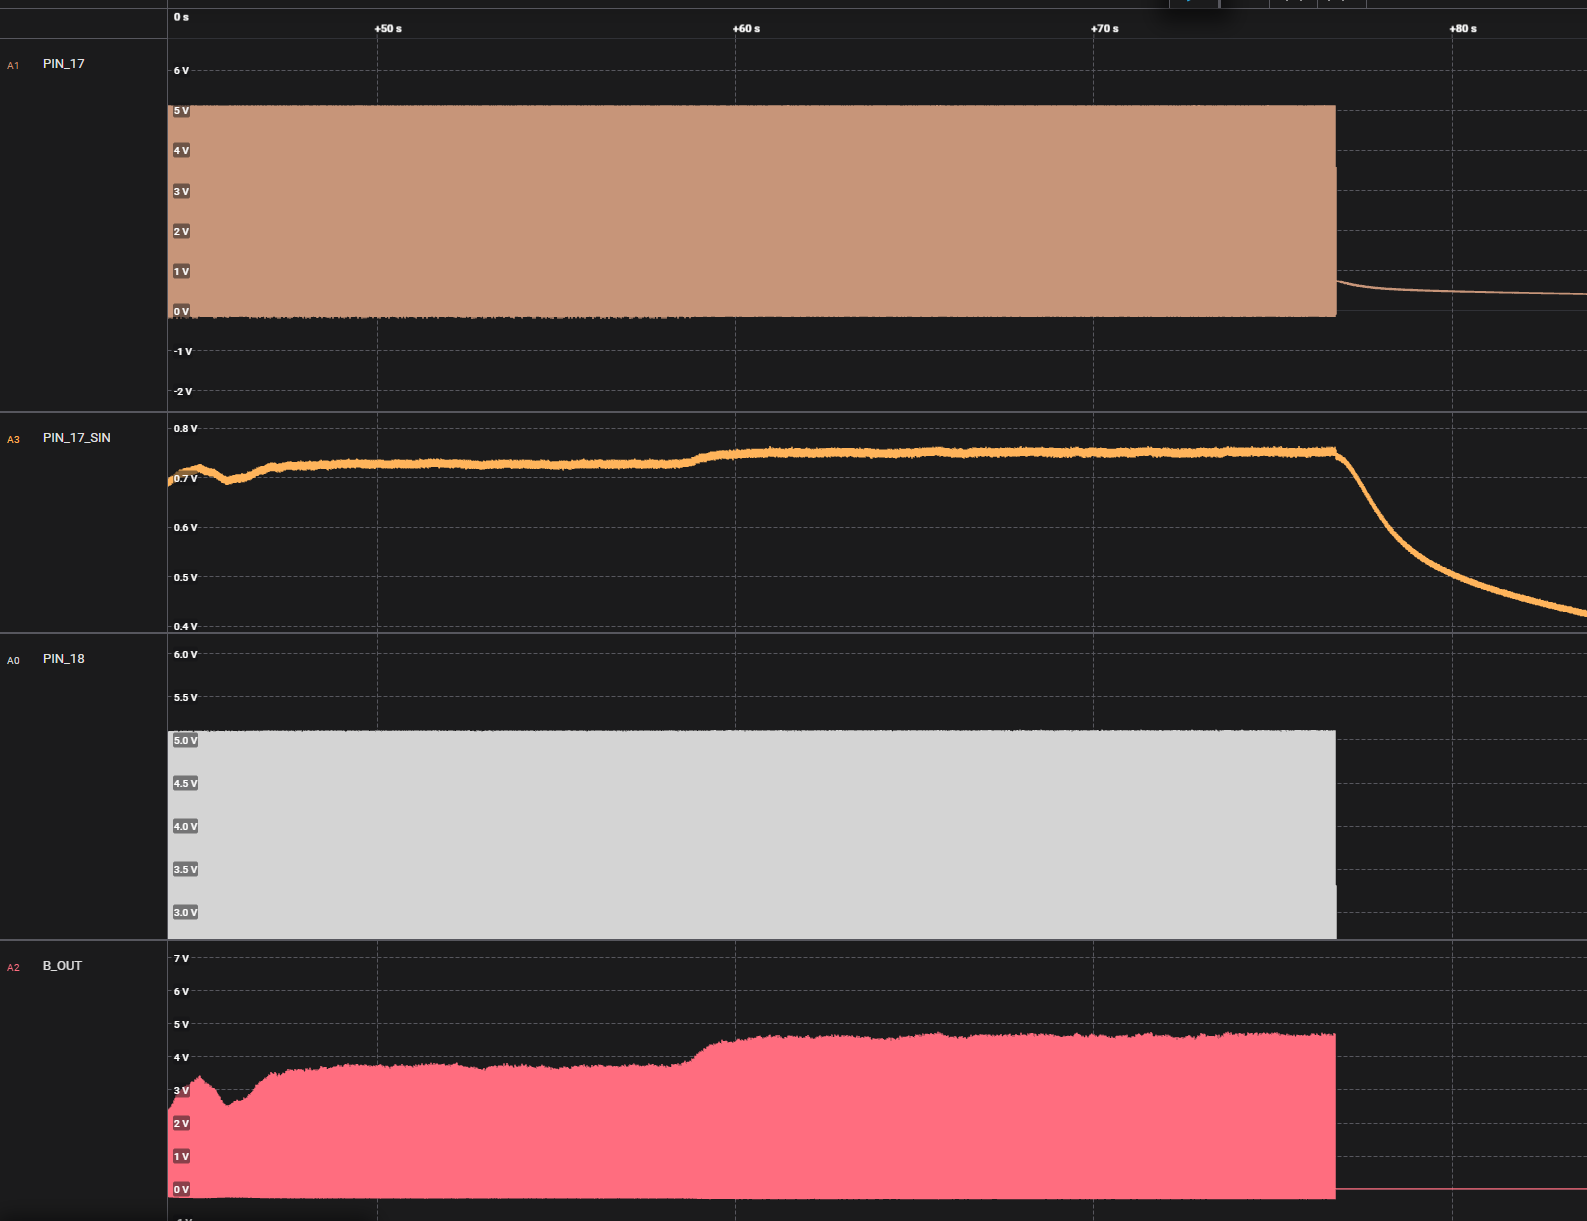 0 s
+50 s +60 s +70 s +80 s
A1 PIN_17
6 V
5 V
4 V
3 V
2 V
1 V
0 V
-1 V
-2 V
A3 PIN_17_SIN
0.8 V
0.7 V
0.6 V
0.5 V
0.4 V
A0 PIN_18
6.0 V
5.5 V
5.0 V
4.5 V
4.0 V
3.5 V
3.0 V
A2 B_OUT
7 V
6 V
5 V
4 V
3 V
2 V
1 V
0 V